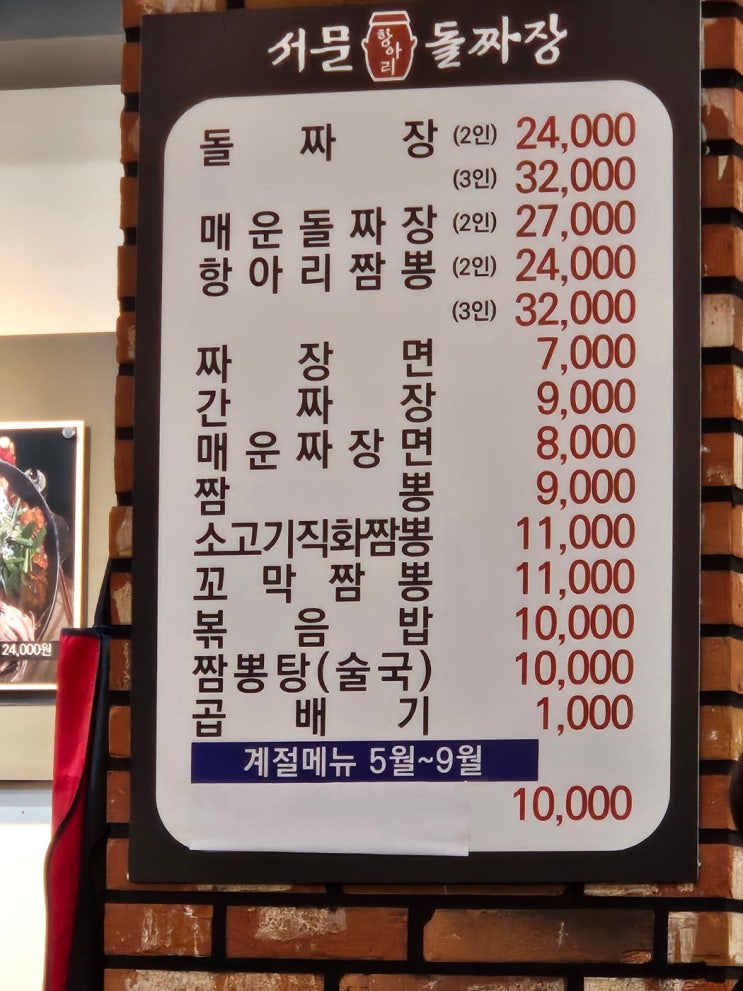 서문 항아리 돌짜장
돌짜장 (2인) 24,000
(3인) 32,000
매운돌짜장 (2인) 27,000
항아리짬뽕 (2인) 24,000
(3인) 32,000
짜장면 7,000
간짜장 9,000
매운짜장면 8,000
짬뽕 9,000
소고기직화짬뽕 11,000
꼬막짬뽕 11,000
볶음밥 10,000
짬뽕탕(술국) 10,000
곱배기 1,000
계절메뉴 5월~9월
10,000
24,000원